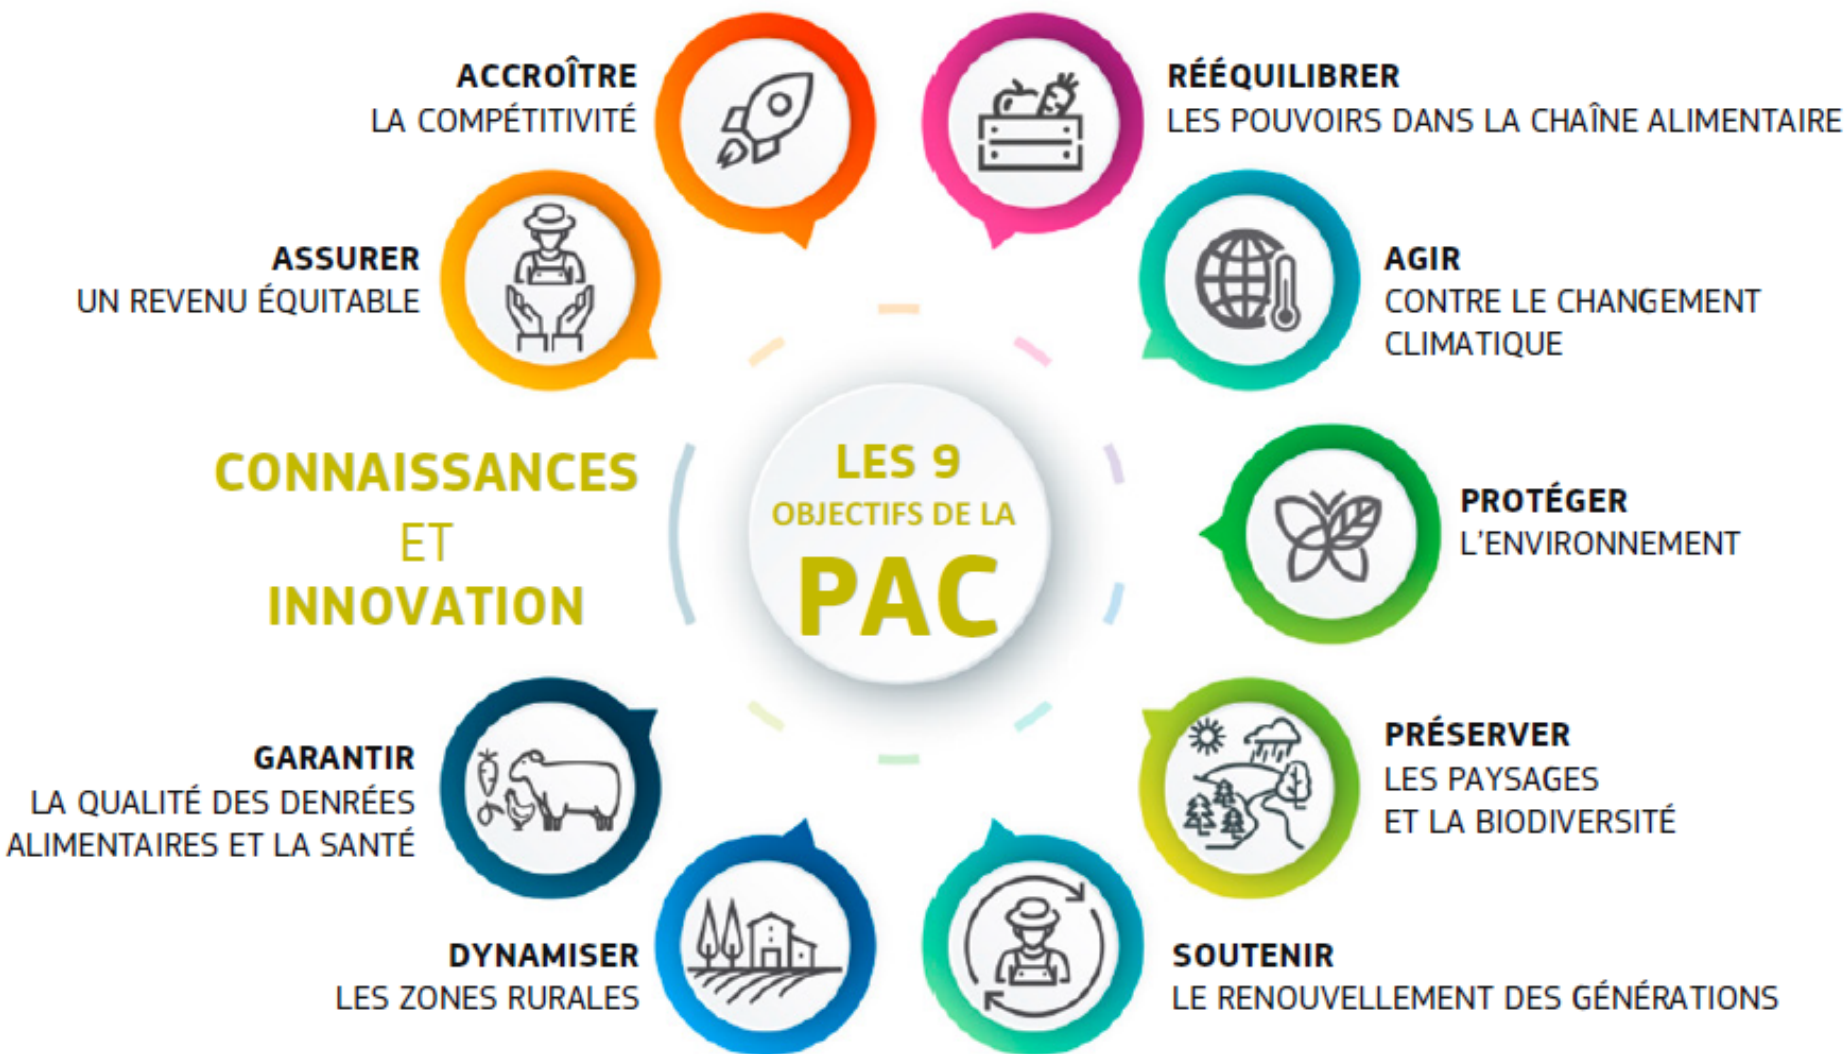 ACCROÎTRE
LA COMPÉTITIVITÉ
RÉÉQUILIBRER
LES POUVOIRS DANS LA CHAÎNE ALIMENTAIRE
ASSURER
UN REVENU ÉQUITABLE
AGIR
CONTRE LE CHANGEMENT
CLIMATIQUE
CONNAISSANCES
ET
INNOVATION
LES 9
OBJECTIFS DE LA
PAC
PROTÉGER
L'ENVIRONNEMENT
GARANTIR
LA QUALITÉ DES DENRÉES
ALIMENTAIRES ET LA SANTÉ
PRÉSERVER
LES PAYSAGES
ET LA BIODIVERSITÉ
DYNAMISER
LES ZONES RURALES
SOUTENIR
LE RENOUVELLEMENT DES GÉNÉRATIONS